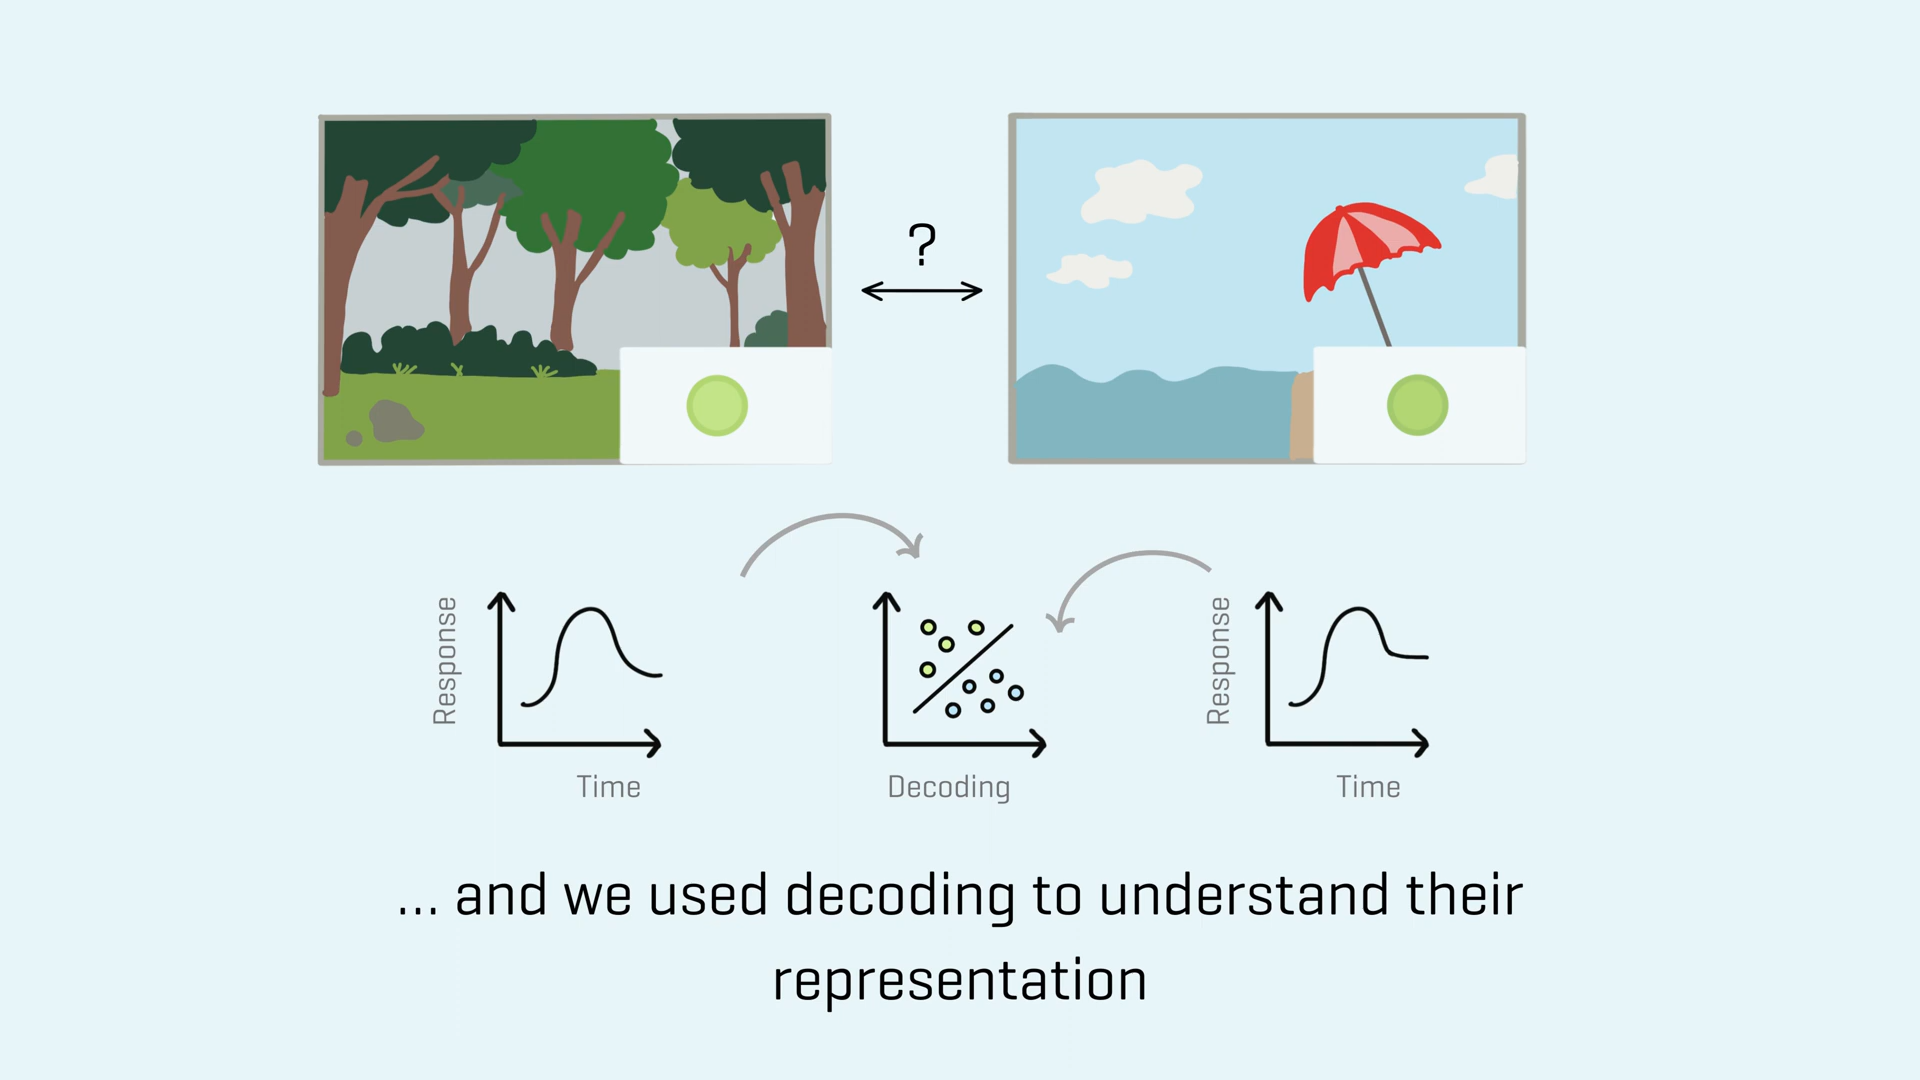 ?
Response
Time
Decoding
Response
Time
... and we used decoding to understand their
representation